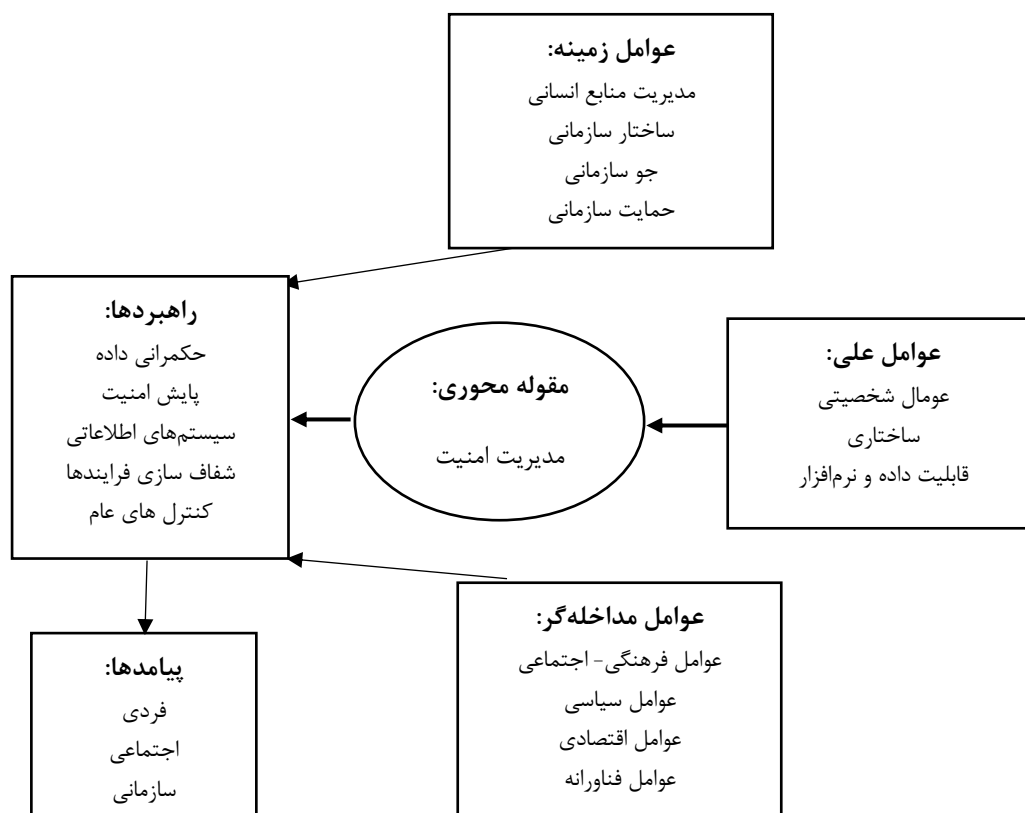 عوامل زمینه:
مدیریت منابع انسانی
ساختار سازمانی
جو سازمانی
حمایت سازمانی
عوامل علی:
عومال شخصیتی
ساختاری
قابلیت داده و نرم‌افزار
مقوله محوری:
مدیریت امنیت
راهبردها:
حکمرانی داده
پایش امنیت
سیستم‌های اطلاعاتی
شفاف سازی فرایندها
کنترل های عام
عوامل مداخله‌گر:
عوامل فرهنگی- اجتماعی
عوامل سیاسی
عوامل اقتصادی
عوامل فناورانه
پیامدها:
فردی
اجتماعی
سازمانی